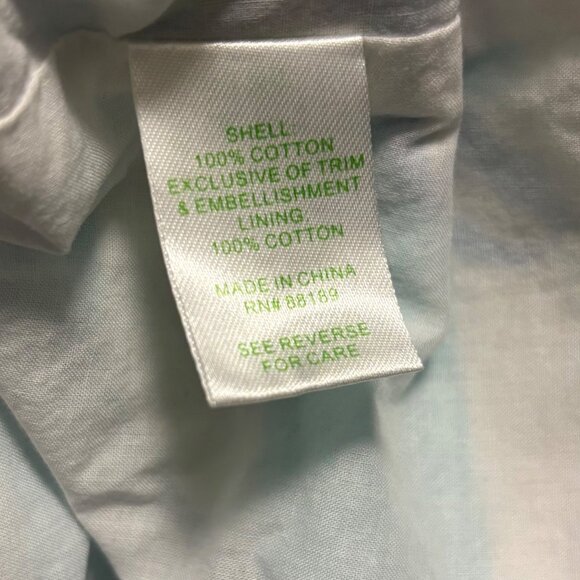 SHELL
100% COTTON
EXCLUSIVE OF TRIM
& EMBELLISHMENT
LINING
100% COTTON
MADE IN CHINA
RN# 88189
SEE REVERSE
FOR CARE